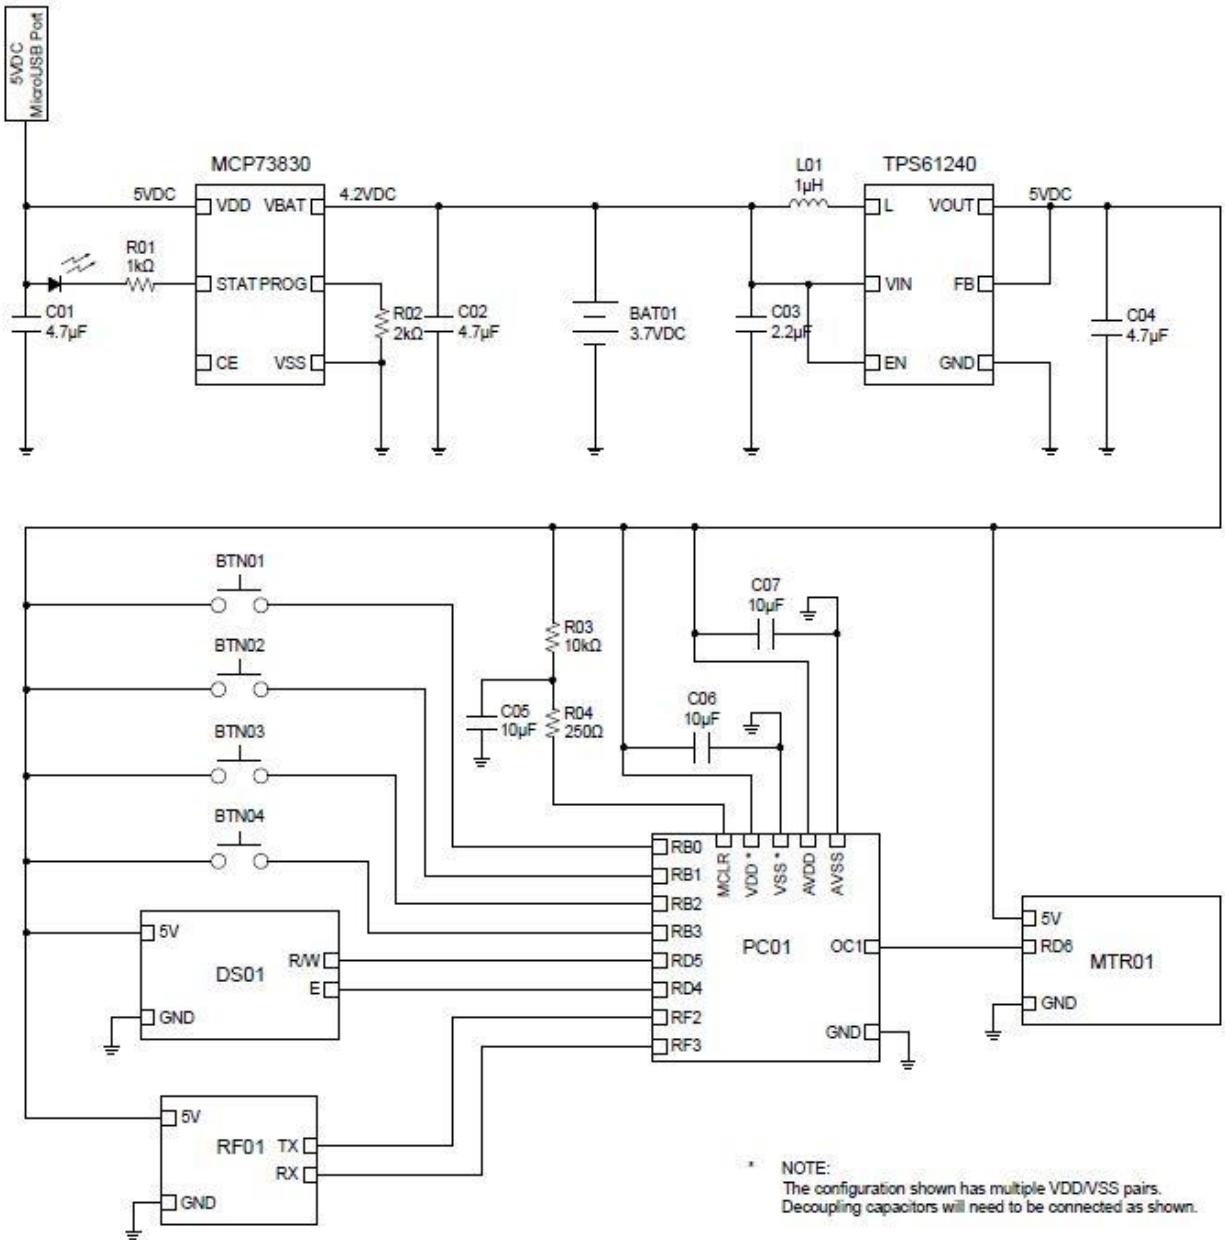 5VDC
MicroUSB Port
MCP73830
5VDC
VDD
VBAT
4.2VDC
R01
1kΩ
STAT
PROG
C01
4.7µF
R02
2kΩ
C02
4.7µF
CE
VSS
BAT01
3.7VDC
L01
1µH
TPS61240
L
VOUT
5VDC
VIN
FB
C03
2.2µF
C04
4.7µF
EN
GND
BTN01
BTN02
BTN03
BTN04
R03
10kΩ
C05
10µF
R04
250Ω
C07
10µF
C06
10µF
MCLR
VDD *
VSS *
AVDD
AVSS
RB0
RB1
RB2
RB3
RD5
RD4
RF2
RF3
PC01
OC1
GND
5V
RD6
MTR01
GND
5V
R/W
DS01
E
GND
5V
RF01
TX
RX
GND
* NOTE:
The configuration shown has multiple VDD/VSS pairs.
Decoupling capacitors will need to be connected as shown.